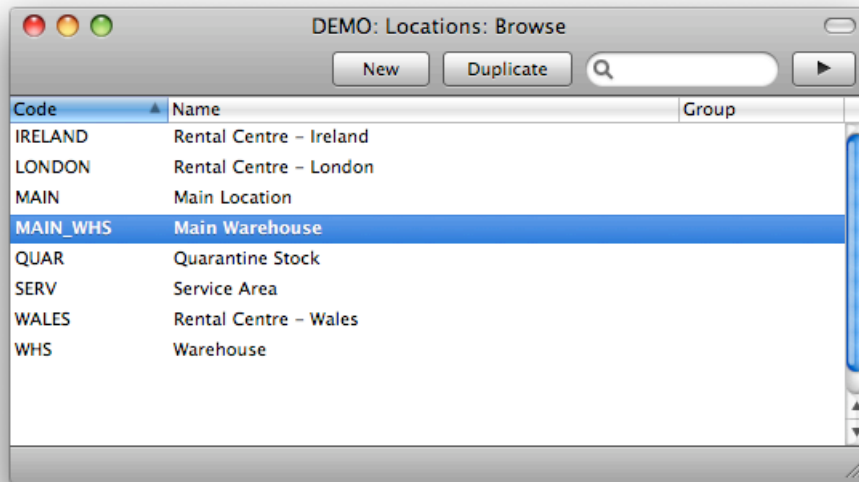 DEMO: Locations: Browse
New Duplicate
Code Name Group
IRELAND Rental Centre – Ireland
LONDON Rental Centre – London
MAIN Main Location
MAIN_WHS Main Warehouse
QUAR Quarantine Stock
SERV Service Area
WALES Rental Centre – Wales
WHS Warehouse